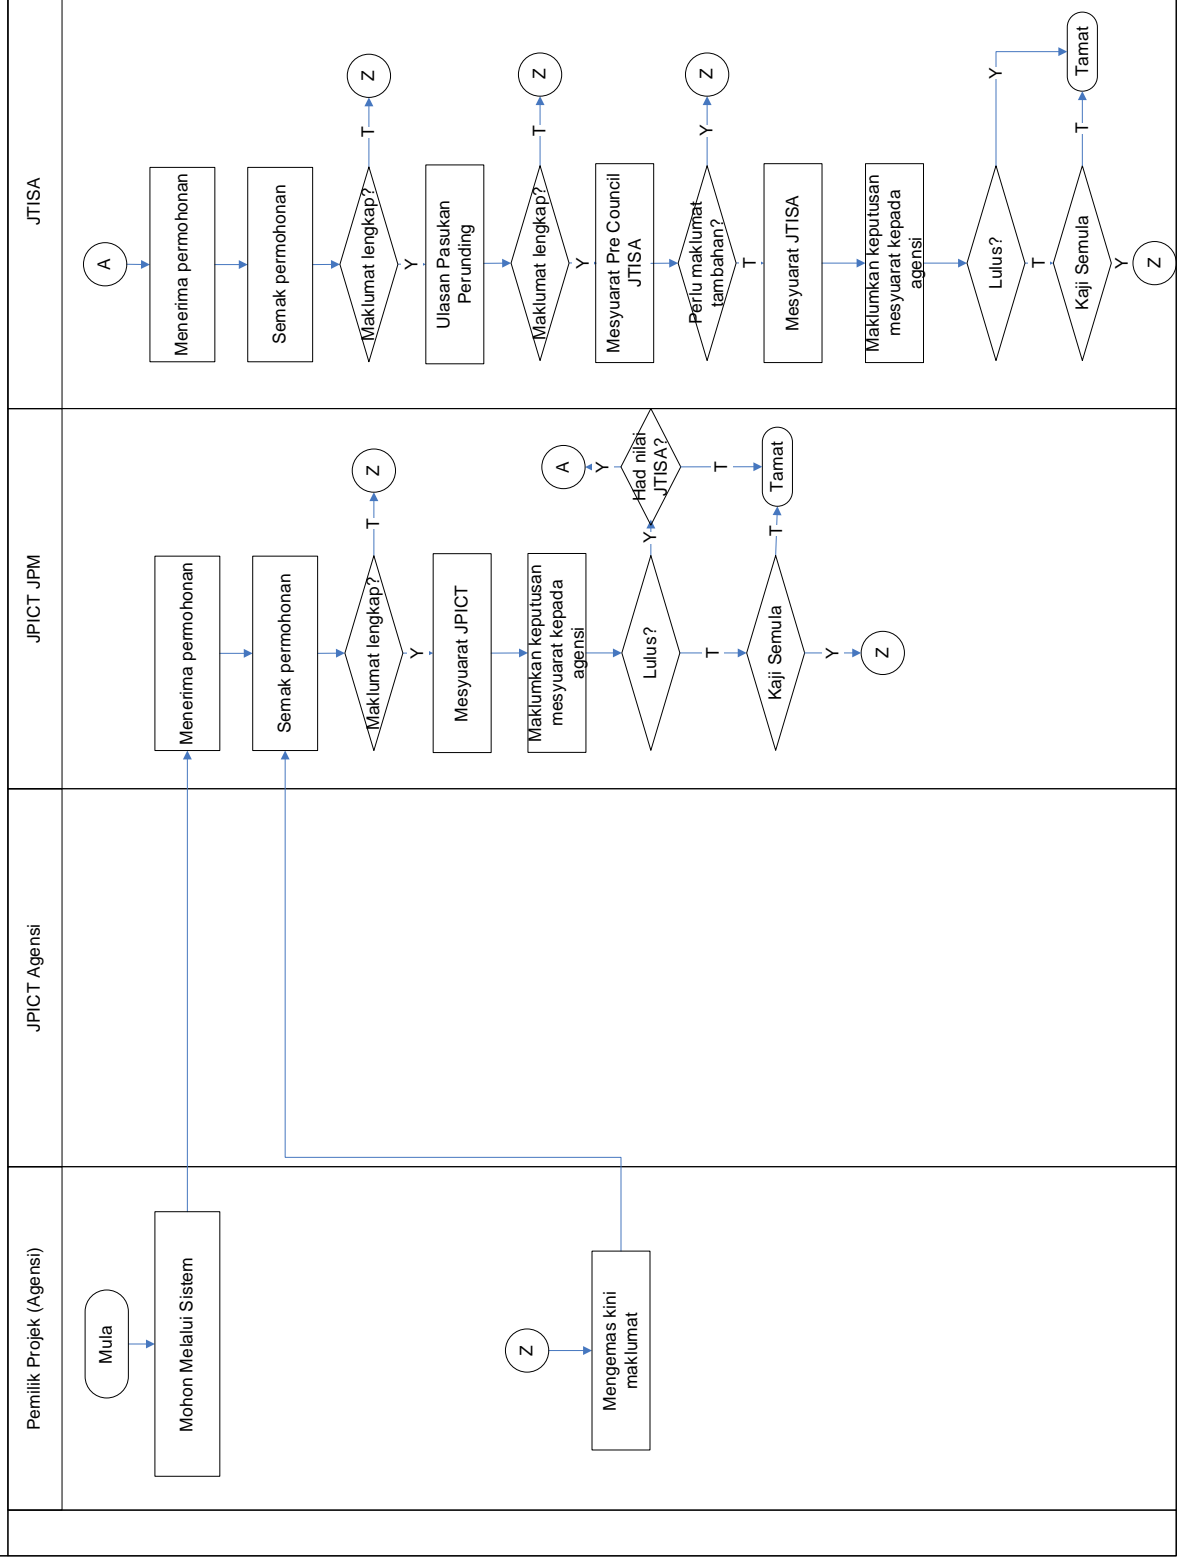 Pemilik Projek (Agensi)
JPICT Agensi
JPICT JPM
JTISA
Mula
Mohon Melalui Sistem
Z
Mengemas kini
maklumat
Menerima permohonan
Semak permohonan
Maklumat lengkap?
T
Z
Y
Mesyuarat JPICT
Maklumkan keputusan
mesyuarat kepada
agensi
Lulus?
Y
Had nilai
JTISA?
Y
A
T
Tamat
T
Kaji Semula
T
Y
Z
A
Menerima permohonan
Semak permohonan
Maklumat lengkap?
T
Z
Y
Ulasan Pasukan
Perunding
Maklumat lengkap?
T
Z
Y
Mesyuarat Pre Council
JTISA
Perlu maklumat
tambahan?
Y
Z
T
Mesyuarat JTISA
Maklumkan keputusan
mesyuarat kepada
agensi
Lulus?
Y
Tamat
T
Kaji Semula
T
Y
Z